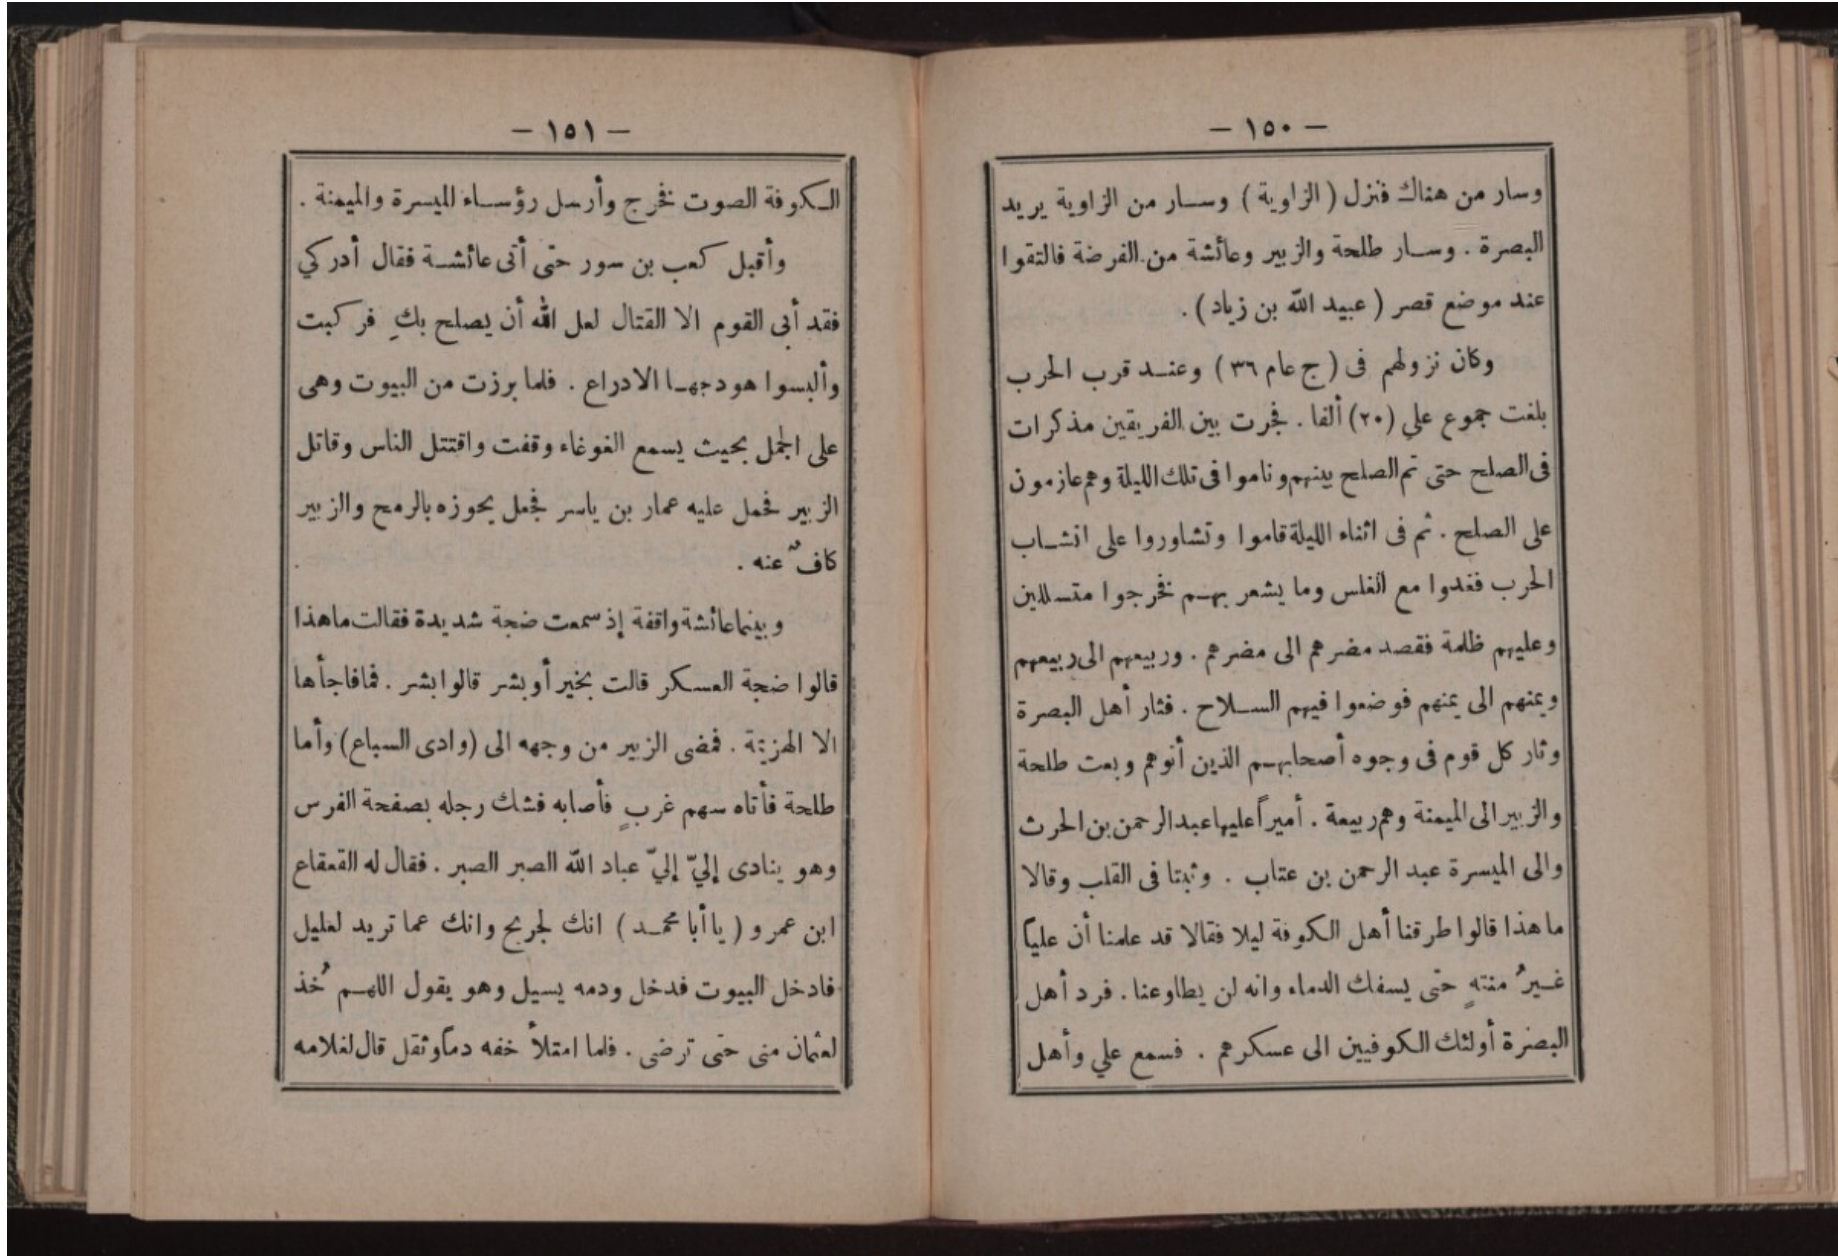 — ١٥٠ —
وسار من هناك فنزل ( الزاوية ) وسار من الزاوية يريد
البصرة . وسار طلحة والزبير وعائشة من الفرضة فالتقوا
عند موضع قصر ( عبيد الله بن زياد ) .
وكان نزولهم فى ( ج عام ٣٦ ) وعند قرب الحرب
بلغت جموع علي (٢٠) ألفا . فجرت بين الفريقين مذكرات
فى الصلح حتى تم الصلح بينهم وناموا فى تلك الليلة وهم عازمون
على الصلح . ثم فى اثناء الليلة قاموا وتشاوروا على انشاب
الحرب فغدوا مع الغلس وما يشعر بهم فخرجوا متسللين
وعليهم ظلمة فقصد مضرهم الى مضرهم . وربيعهم الى ربيعهم
ويمنهم الى يمنهم فوضعوا فيهم السلاح . فثار أهل البصرة
وثار كل قوم فى وجوه أصحابهم الذين أتوهم وبعث طلحة
والزبير الى الميمنة وهم ربيعة . أميراً عليها عبد الرحمن بن الحرث
والى الميسرة عبد الرحمن بن عتاب . وثبتا فى القلب وقالا
ما هذا قالوا طرقنا أهل الكوفة ليلا فقالا قد علمنا أن علياً
غيرُ منتهٍ حتى يسفك الدماء وانه لن يطاوعنا . فرد أهل
البصرة أولئك الكوفيين الى عسكرهم . فسمع علي وأهل
— ١٥١ —
الكوفة الصوت فخرج وأرسل رؤساء الميسرة والميمنة .
وأقبل كعب بن سور حتى أتى عائشة فقال أدركي
فقد أبى القوم الا القتال لعل الله أن يصلح بكِ فركبت
وألبسوا هودجها الادراع . فلما برزت من البيوت وهى
على الجمل بحيث يسمع الغوغاء وقفت واقتتل الناس وقاتل
الزبير فحمل عليه عمار بن ياسر فجعل يحوزه بالرمح والزبير
كافٌ عنه .
وبينما عائشة واقفة إذ سمعت ضجة شديدة فقالت ما هذا
قالوا ضجة العسكر قالت بخير أو بشر قالوا بشر . فما فاجأها
الا الهزيمة . فمضى الزبير من وجهه الى (وادى السباع) وأما
طلحة فأتاه سهم غربٍ فأصابه فشك رجله بصفحة الفرس
وهو ينادى إليّ إليّ عباد الله الصبر الصبر . فقال له القعقاع
ابن عمرو ( يا أبا محمد ) انك لجريح وانك عما تريد لعليل
فادخل البيوت فدخل ودمه يسيل وهو يقول اللهم خُذ
لعثمان منى حتى ترضى . فلما امتلأ خفه دماً وثقل قال لغلامه